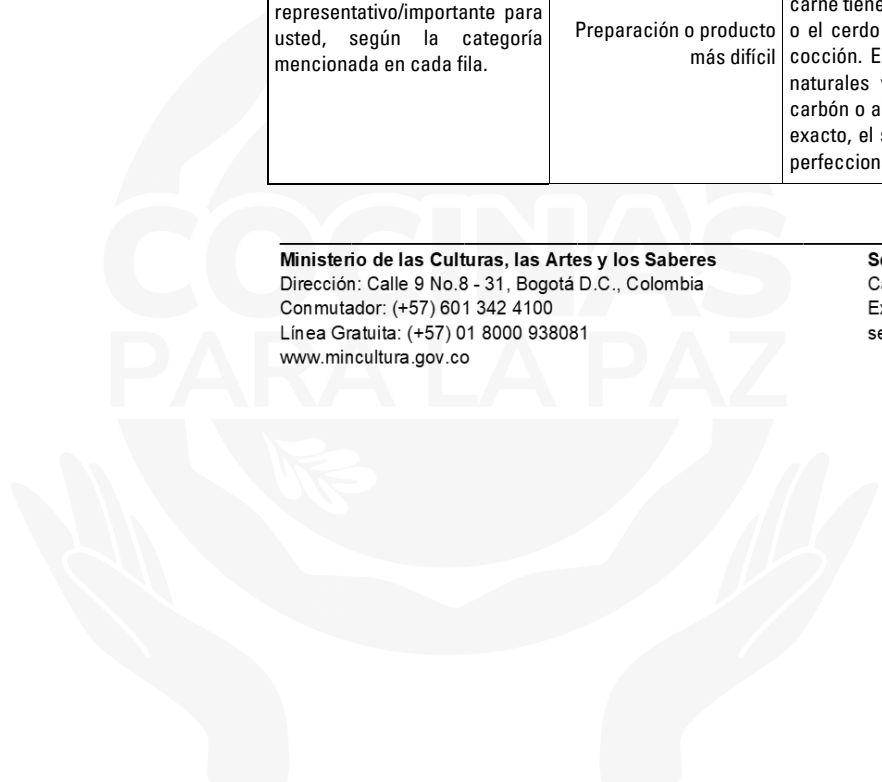 representativo/importante para
usted, según la categoría
mencionada en cada fila.
Preparación o producto
más difícil
carne tiene
o el cerdo
cocción. E
naturales
carbón o a
exacto, el
perfeccion
COCINAS
PARA LA PAZ
Ministerio de las Culturas, las Artes y los Saberes
Dirección: Calle 9 No.8 - 31, Bogotá D.C., Colombia
Conmutador: (+57) 601 342 4100
Línea Gratuita: (+57) 01 8000 938081
www.mincultura.gov.co